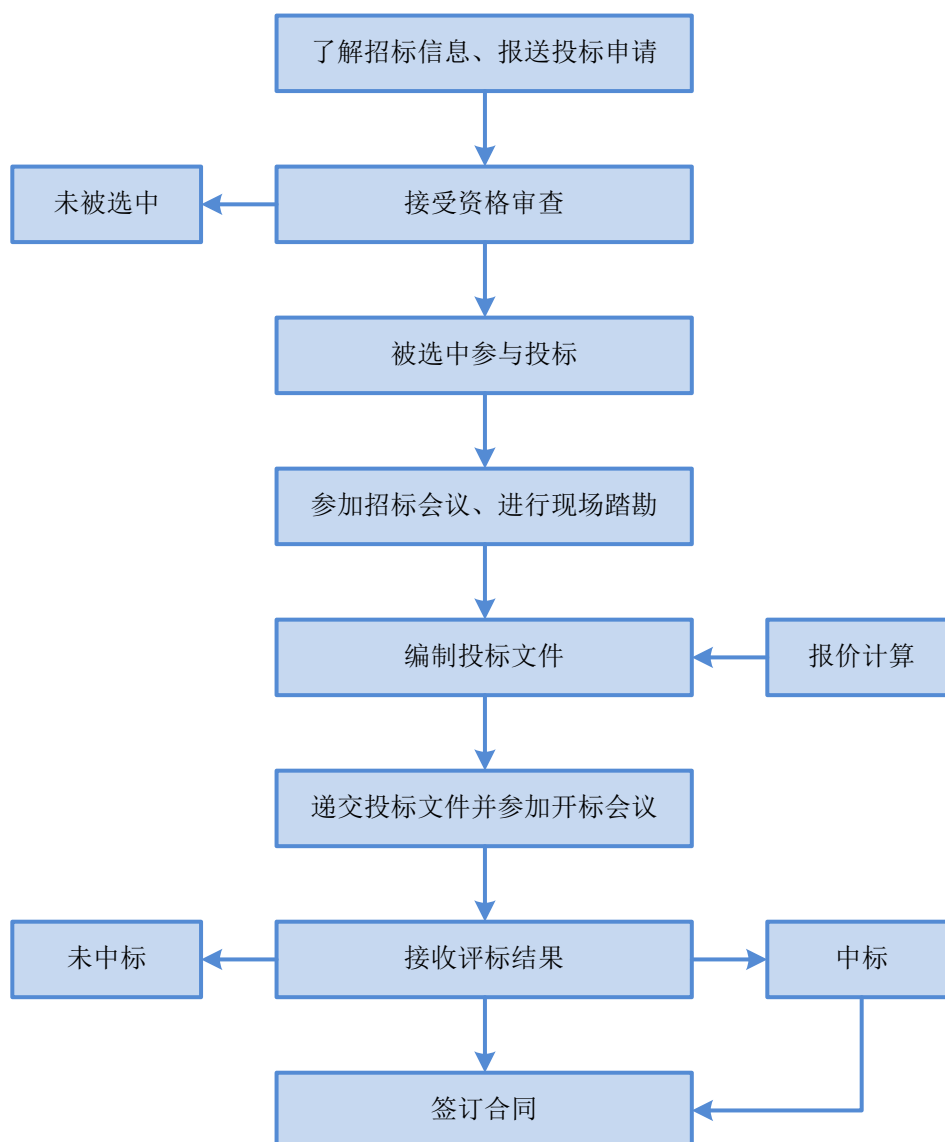 了解招标信息、报送投标申请
未被选中
接受资格审查
被选中参与投标
参加招标会议、进行现场踏勘
编制投标文件
报价计算
递交投标文件并参加开标会议
未中标
接收评标结果
中标
签订合同